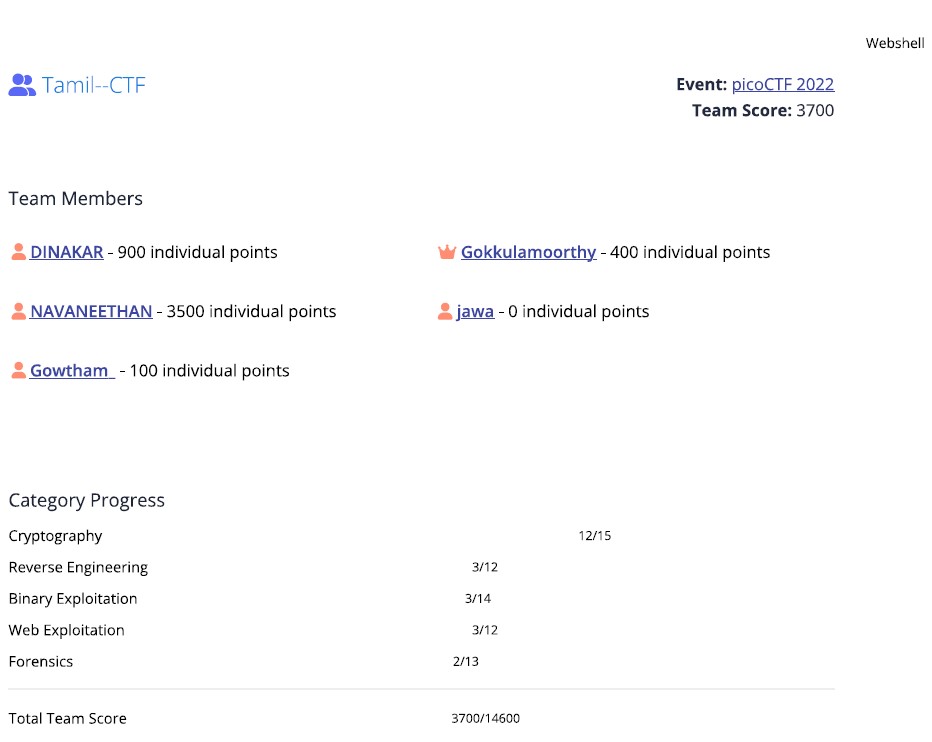 Webshell
Tamil--CTF
Event: picoCTF 2022
Team Score: 3700
Team Members
DINAKAR - 900 individual points
Gokkulamoorthy - 400 individual points
NAVANEETHAN - 3500 individual points
jawa - 0 individual points
Gowtham_ - 100 individual points
Category Progress
Cryptography 12/15
Reverse Engineering 3/12
Binary Exploitation 3/14
Web Exploitation 3/12
Forensics 2/13
Total Team Score 3700/14600